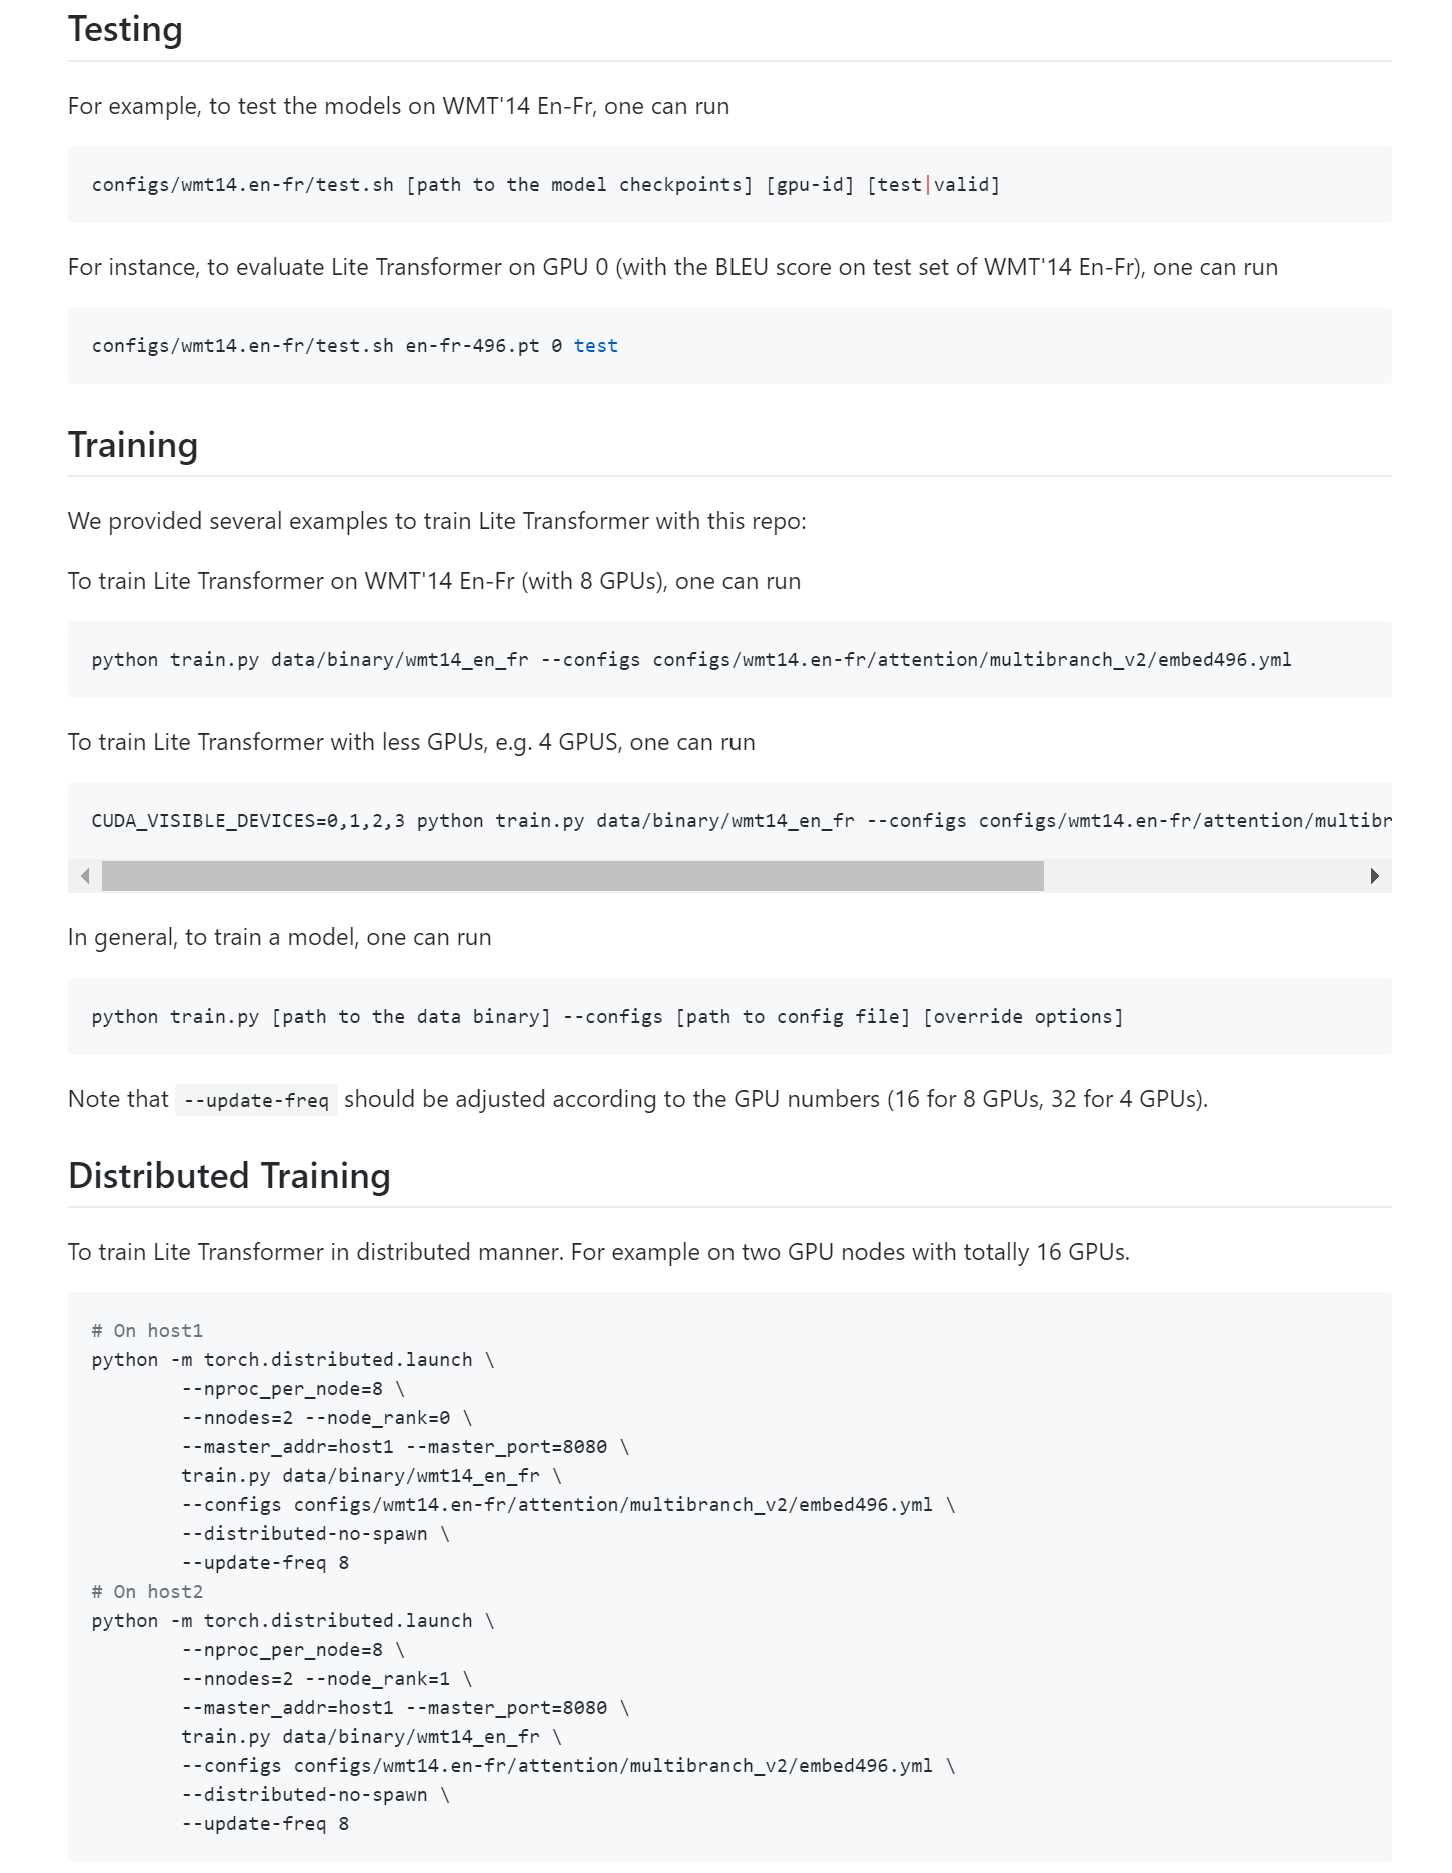 Testing
For example, to test the models on WMT'14 En-Fr, one can run
configs/wmt14.en-fr/test.sh [path to the model checkpoints] [gpu-id] [test|valid]
For instance, to evaluate Lite Transformer on GPU 0 (with the BLEU score on test set of WMT'14 En-Fr), one can run
configs/wmt14.en-fr/test.sh en-fr-496.pt 0 test
Training
We provided several examples to train Lite Transformer with this repo:
To train Lite Transformer on WMT'14 En-Fr (with 8 GPUs), one can run
python train.py data/binary/wmt14_en_fr --configs configs/wmt14.en-fr/attention/multibranch_v2/embed496.yml
To train Lite Transformer with less GPUs, e.g. 4 GPUS, one can run
CUDA_VISIBLE_DEVICES=0,1,2,3 python train.py data/binary/wmt14_en_fr --configs configs/wmt14.en-fr/attention/multibr
In general, to train a model, one can run
python train.py [path to the data binary] --configs [path to config file] [override options]
Note that --update-freq should be adjusted according to the GPU numbers (16 for 8 GPUs, 32 for 4 GPUs).
Distributed Training
To train Lite Transformer in distributed manner. For example on two GPU nodes with totally 16 GPUs.
# On host1
python -m torch.distributed.launch \
        --nproc_per_node=8 \
        --nnodes=2 --node_rank=0 \
        --master_addr=host1 --master_port=8080 \
        train.py data/binary/wmt14_en_fr \
        --configs configs/wmt14.en-fr/attention/multibranch_v2/embed496.yml \
        --distributed-no-spawn \
        --update-freq 8
# On host2
python -m torch.distributed.launch \
        --nproc_per_node=8 \
        --nnodes=2 --node_rank=1 \
        --master_addr=host1 --master_port=8080 \
        train.py data/binary/wmt14_en_fr \
        --configs configs/wmt14.en-fr/attention/multibranch_v2/embed496.yml \
        --distributed-no-spawn \
        --update-freq 8